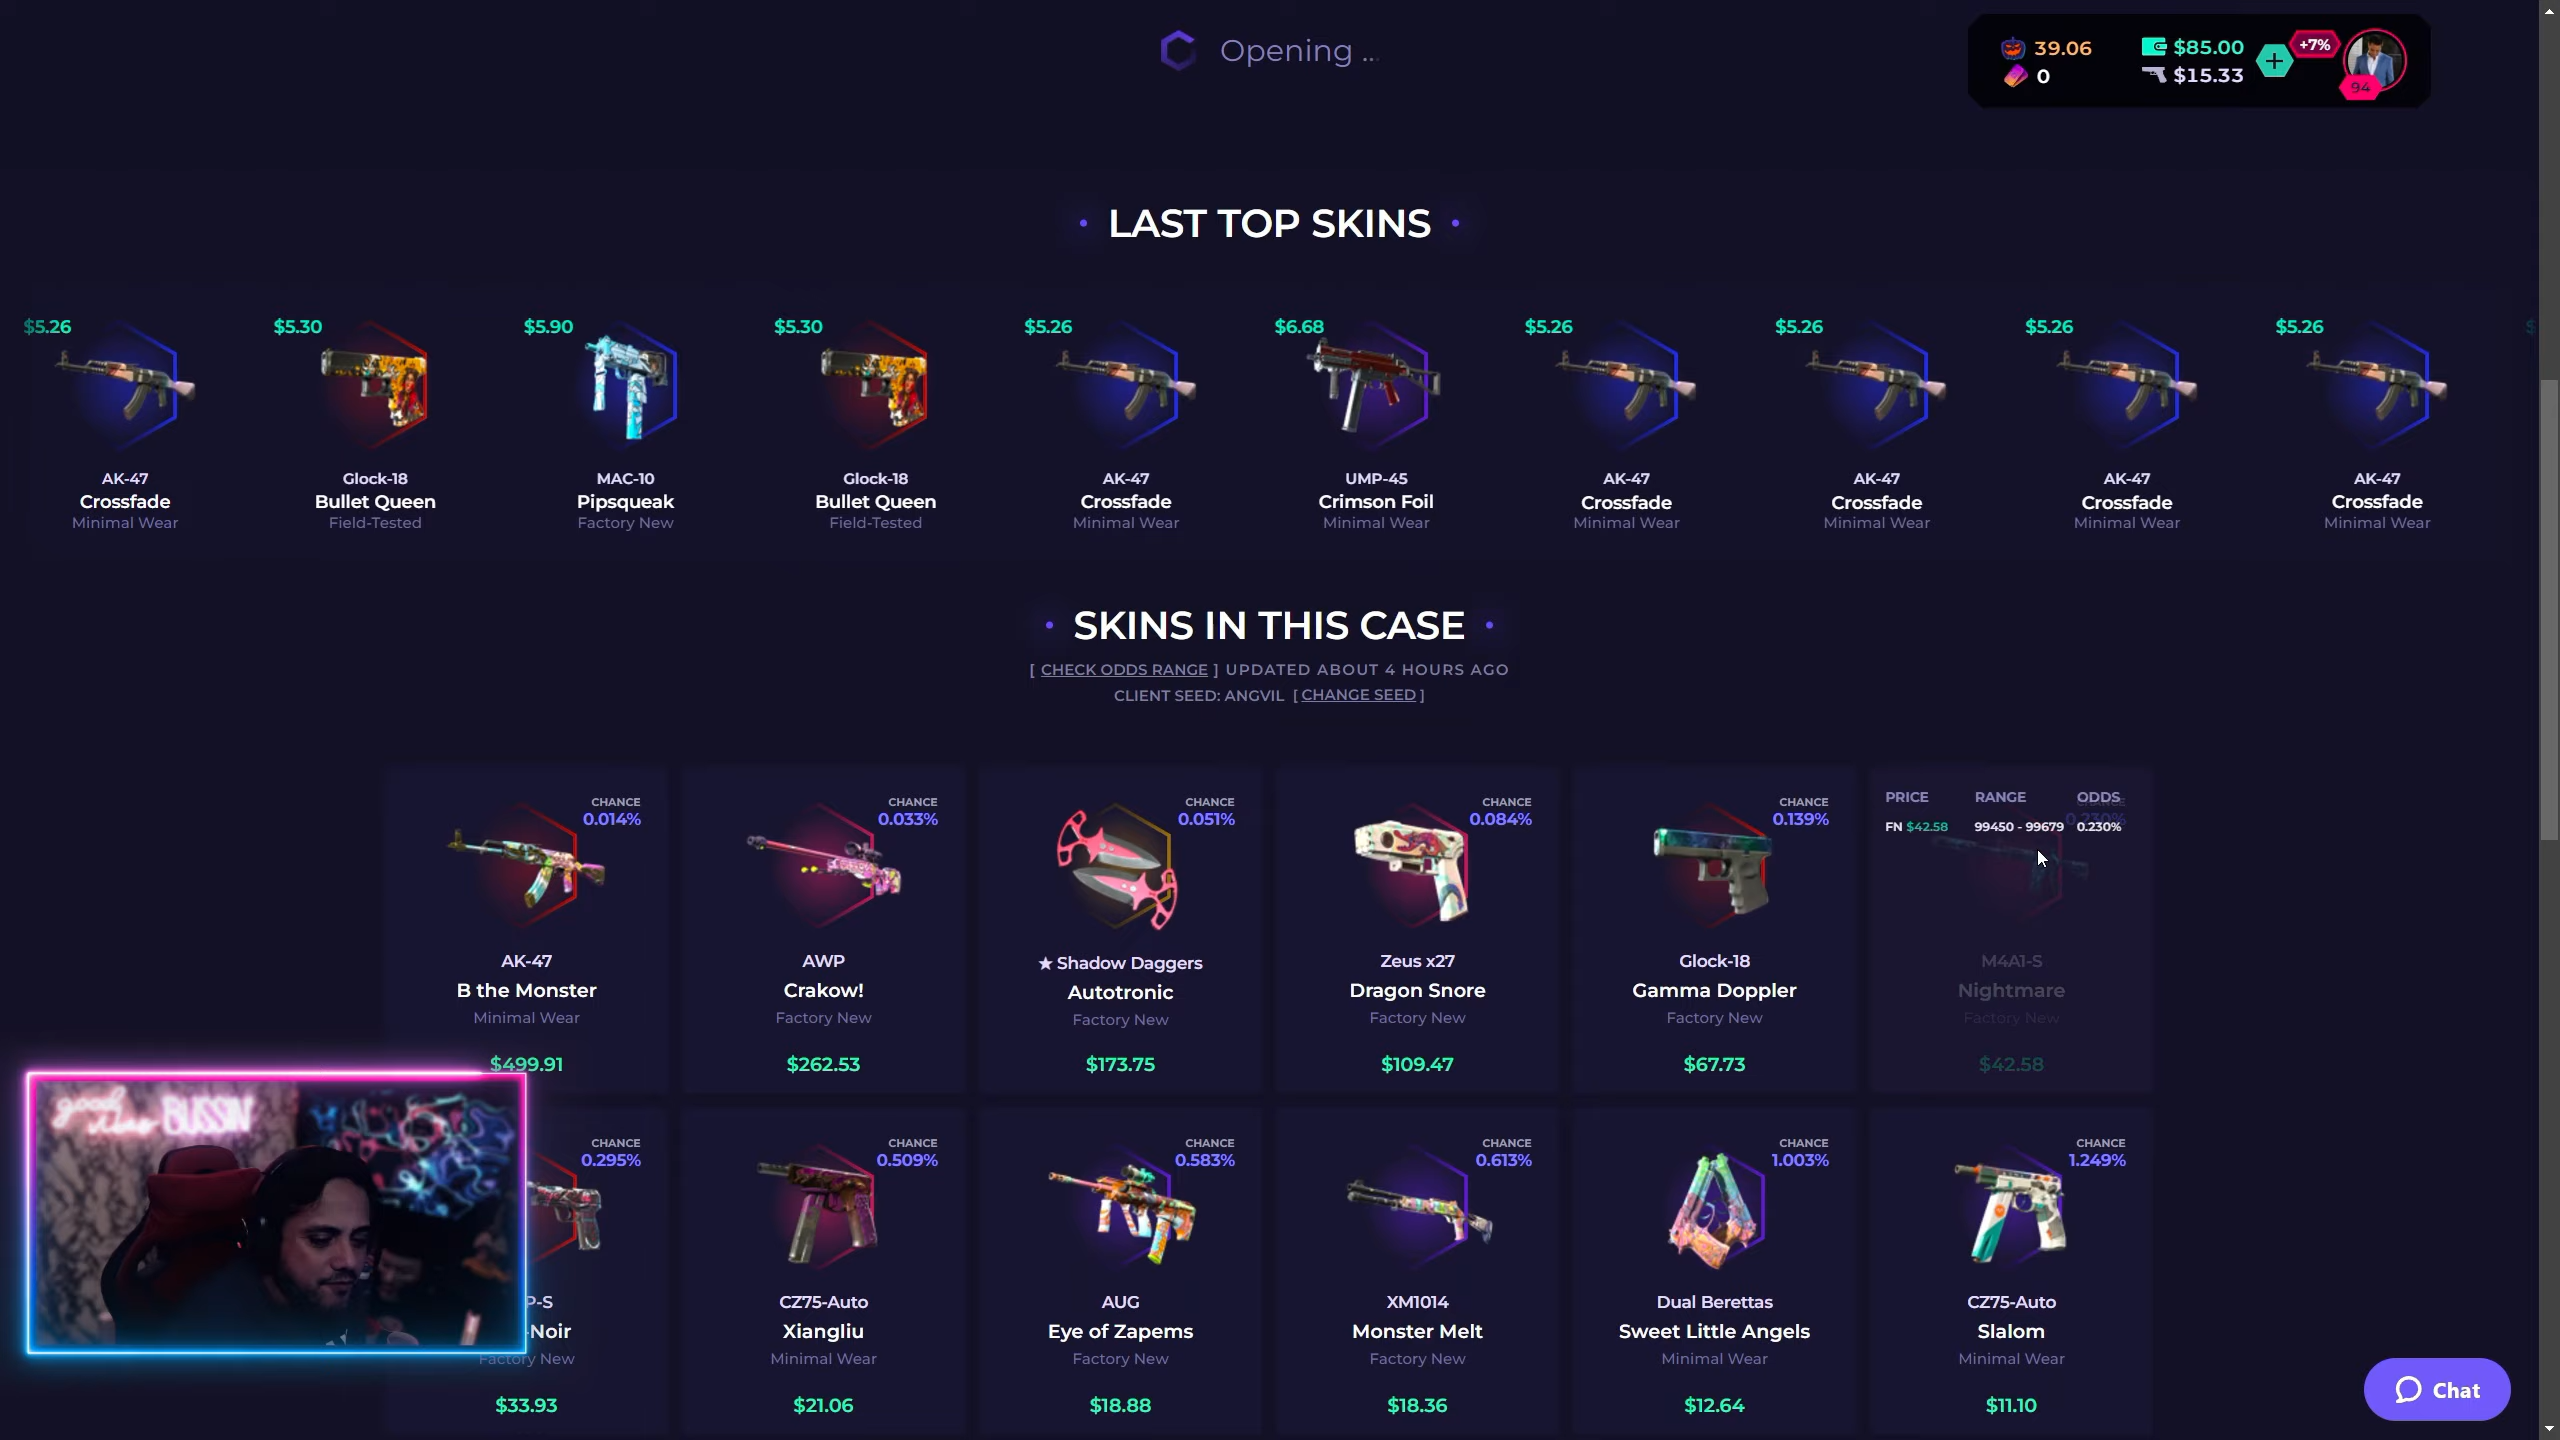 Opening ...
39.06
$85.00
+7%
0
$15.33
94
LAST TOP SKINS
$5.26
$5.30
$5.90
$5.30
$5.26
$6.68
$5.26
$5.26
$5.26
$5.26
AK-47
Glock-18
MAC-10
Glock-18
AK-47
UMP-45
AK-47
AK-47
AK-47
AK-47
Crossfade
Bullet Queen
Pipsqueak
Bullet Queen
Crossfade
Crimson Foil
Crossfade
Crossfade
Crossfade
Crossfade
Minimal Wear
Field-Tested
Factory New
Field-Tested
Minimal Wear
Minimal Wear
Minimal Wear
Minimal Wear
Minimal Wear
Minimal Wear
SKINS IN THIS CASE
[ CHECK ODDS RANGE ] UPDATED ABOUT 4 HOURS AGO
CLIENT SEED: ANGVIL [ CHANGE SEED ]
CHANCE
0.014%
AK-47
B the Monster
Minimal Wear
$499.91
CHANCE
0.033%
AWP
Crakow!
Factory New
$262.53
CHANCE
0.051%
★ Shadow Daggers
Autotronic
Factory New
$173.75
CHANCE
0.084%
Zeus x27
Dragon Snore
Factory New
$109.47
CHANCE
0.139%
Glock-18
Gamma Doppler
Factory New
$67.73
PRICE RANGE ODDS
FN $42.58 99450 - 99679 0.230%
CHANCE
0.230%
M4A1-S
Nightmare
Factory New
$42.58
good vibes
BUSSIN'
CHANCE
0.295%
P-S
-Noir
Factory New
$33.93
CHANCE
0.509%
CZ75-Auto
Xiangliu
Minimal Wear
$21.06
CHANCE
0.583%
AUG
Eye of Zapems
Factory New
$18.88
CHANCE
0.613%
XM1014
Monster Melt
Factory New
$18.36
CHANCE
1.003%
Dual Berettas
Sweet Little Angels
Minimal Wear
$12.64
CHANCE
1.249%
CZ75-Auto
Slalom
Minimal Wear
$11.10
Chat